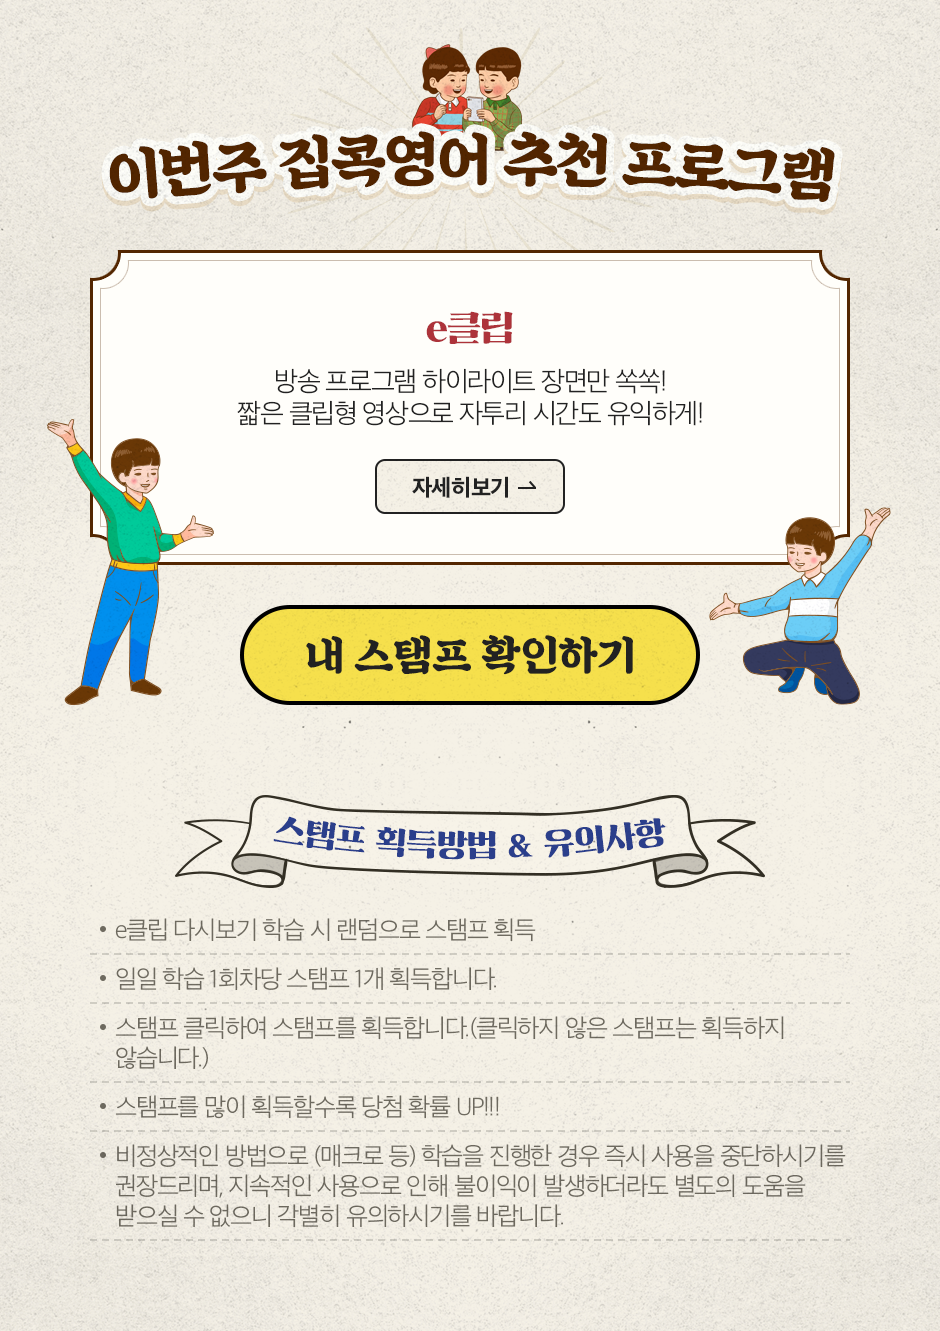 이번주 집콕영어 추천 프로그램
e클립
방송 프로그램 하이라이트 장면만 쏙쏙!
짧은 클립형 영상으로 자투리 시간도 유익하게!
자세히보기 →
내 스탬프 확인하기
스탬프 획득방법 & 유의사항
• e클립 다시보기 학습 시 랜덤으로 스탬프 획득
• 일일 학습 1회차당 스탬프 1개 획득합니다.
• 스탬프 클릭하여 스탬프를 획득합니다.(클릭하지 않은 스탬프는 획득하지
않습니다.)
• 스탬프를 많이 획득할수록 당첨 확률 UP!!!
• 비정상적인 방법으로 (매크로 등) 학습을 진행한 경우 즉시 사용을 중단하시기를
권장드리며, 지속적인 사용으로 인해 불이익이 발생하더라도 별도의 도움을
받으실 수 없으니 각별히 유의하시기를 바랍니다.